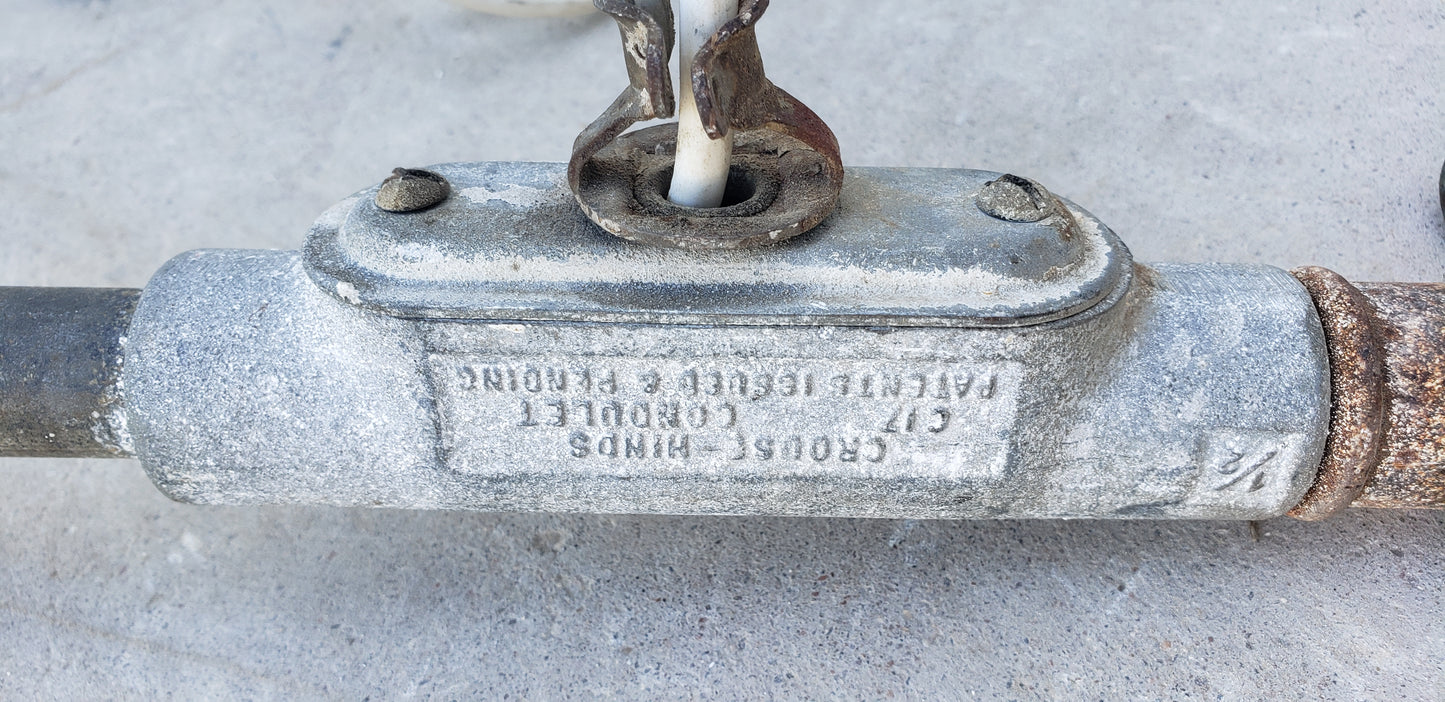 CROUSE-HINDS
C17 CONDULET
PATENTS ISSUED & PENDING
1/2